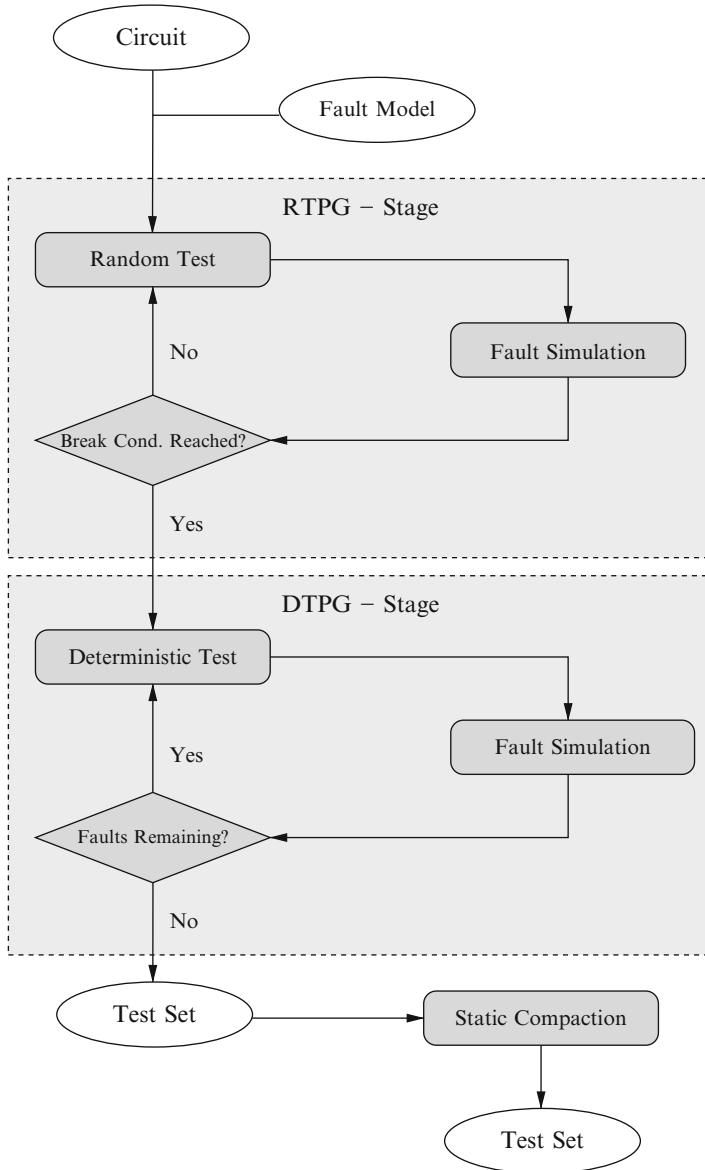 Circuit
Fault Model
RTPG − Stage
Random Test
Fault Simulation
No
Break Cond. Reached?
Yes
DTPG − Stage
Deterministic Test
Fault Simulation
Yes
Faults Remaining?
No
Test Set
Static Compaction
Test Set